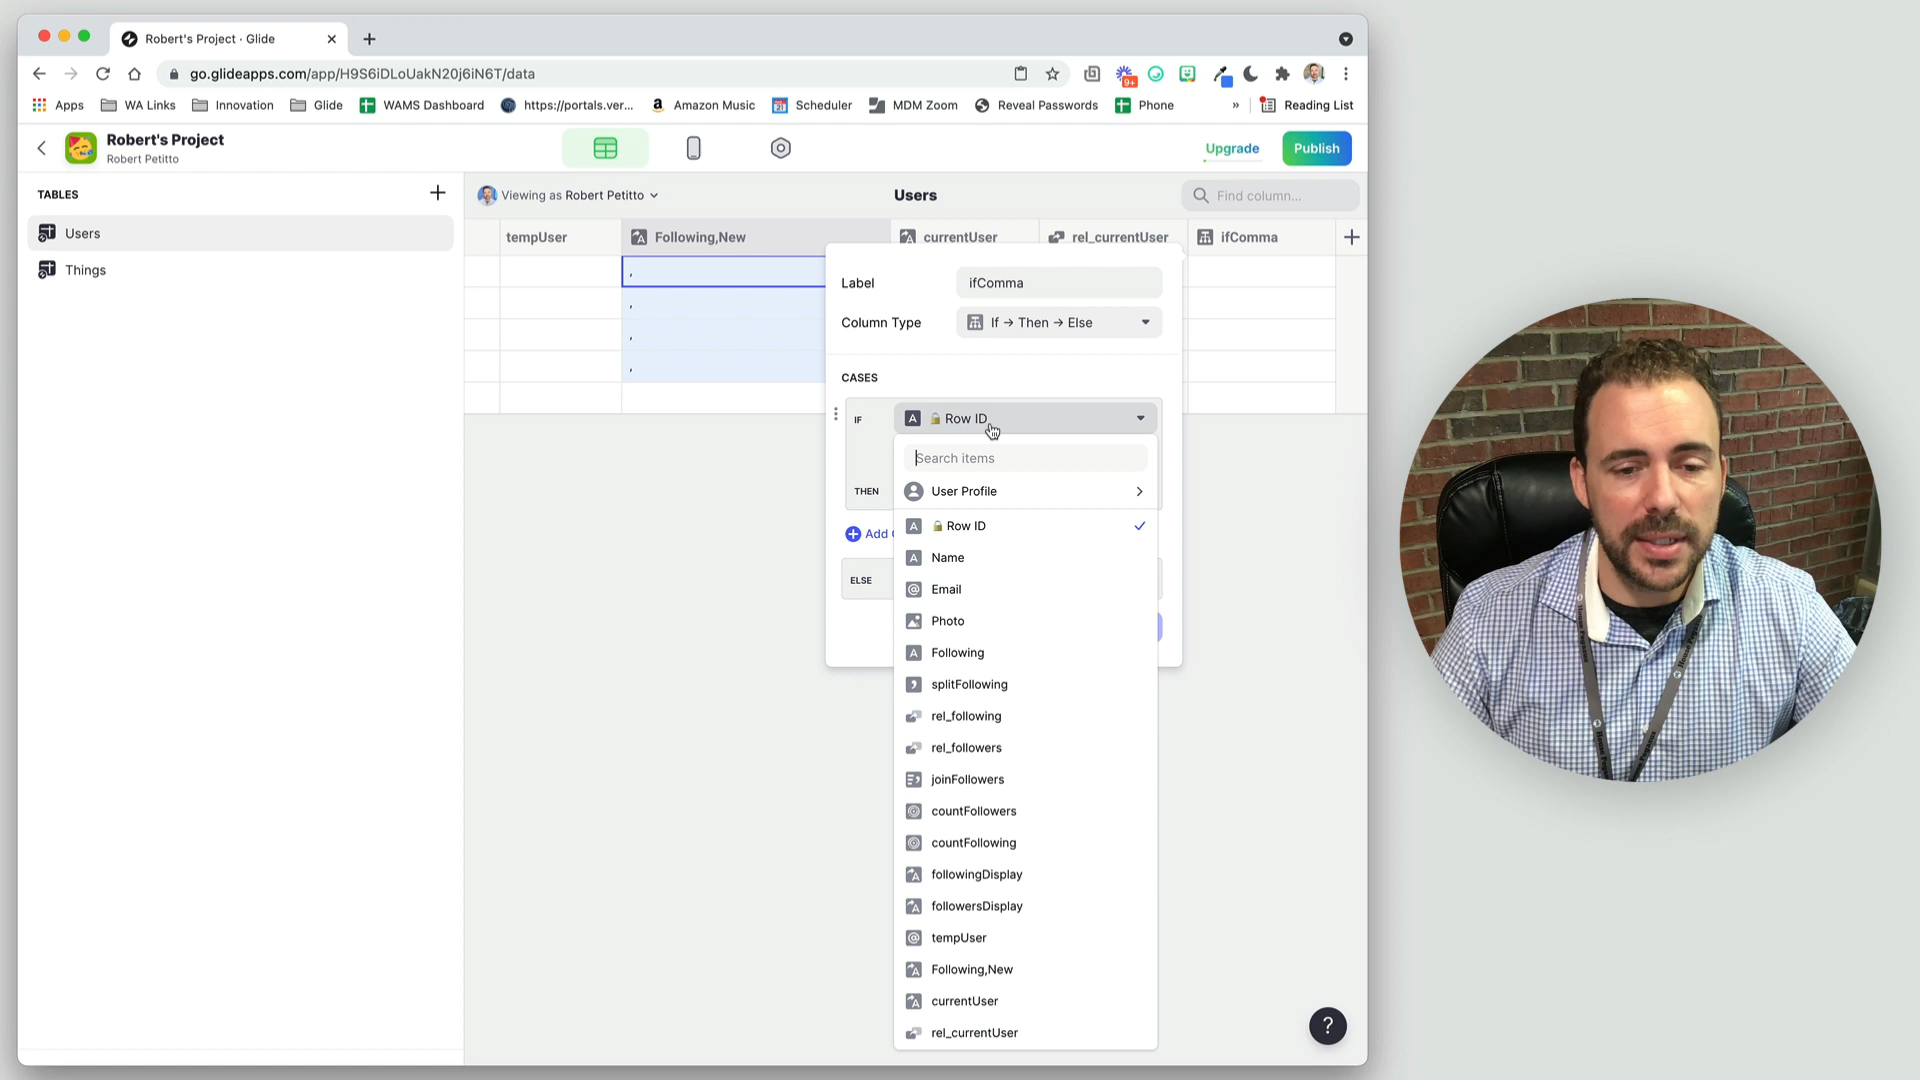 Robert's Project · Glide
go.glideapps.com/app/H9S6iDLoUakN20j6iN6T/data
9+
Apps WA Links Innovation Glide WAMS Dashboard https://portals.ver... Amazon Music Scheduler MDM Zoom Reveal Passwords Phone » Reading List
Robert's Project
Robert Petitto
Upgrade
Publish
TABLES
Users
Things
Viewing as Robert Petitto
Users
Find column...
tempUser Following,New currentUser rel_currentUser ifComma
,
,
,
,
Label ifComma
Column Type If → Then → Else
CASES
IF Row ID
Search items
THEN User Profile
Row ID
Add
Name
ELSE Email
Photo
Following
splitFollowing
rel_following
rel_followers
joinFollowers
countFollowers
countFollowing
followingDisplay
followersDisplay
tempUser
Following,New
currentUser
rel_currentUser
?